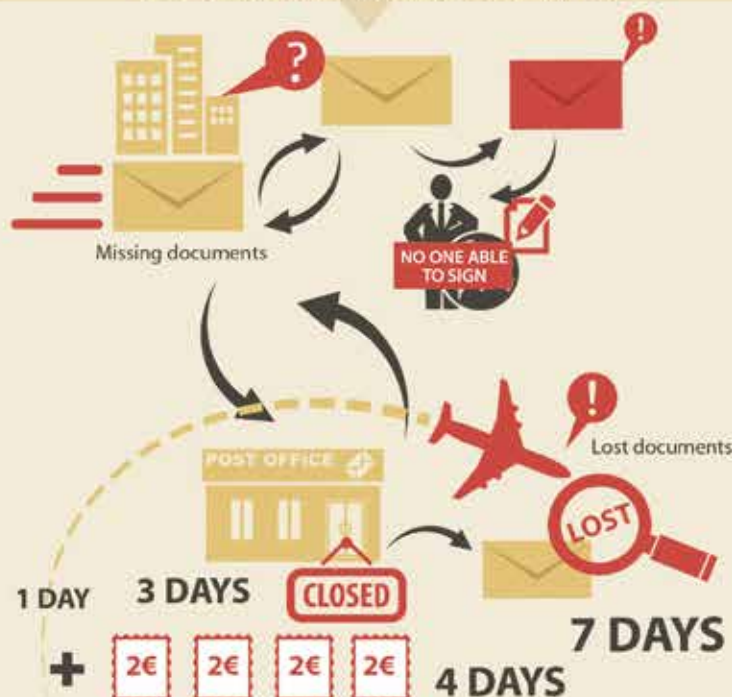 ?
!
Missing documents
NO ONE ABLE
TO SIGN
!
Lost documents
POST OFFICE
LOST
1 DAY
3 DAYS
CLOSED
7 DAYS
+
2€ 2€ 2€ 2€
4 DAYS